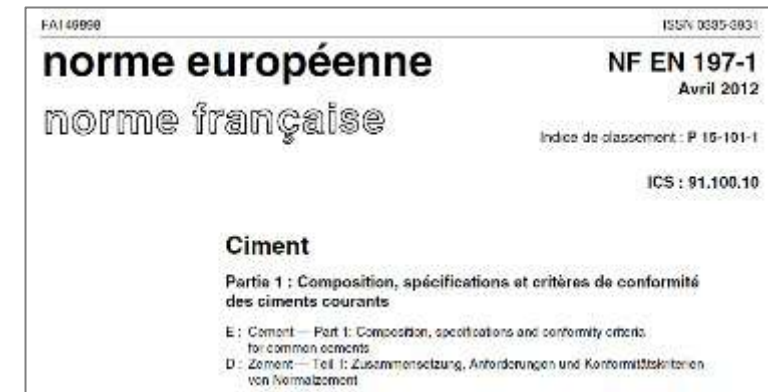 FA149898 ISSN 0335-3931
norme européenne NF EN 197-1
Avril 2012
norme française
Indice de classement : P 15-101-1
ICS : 91.100.10
Ciment
Partie 1 : Composition, spécifications et critères de conformité
des ciments courants
E : Cement — Part 1: Composition, specifications and conformity criteria
for common cements
D : Zement — Teil 1: Zusammensetzung, Anforderungen und Konformitätskriterien
von Normalzement